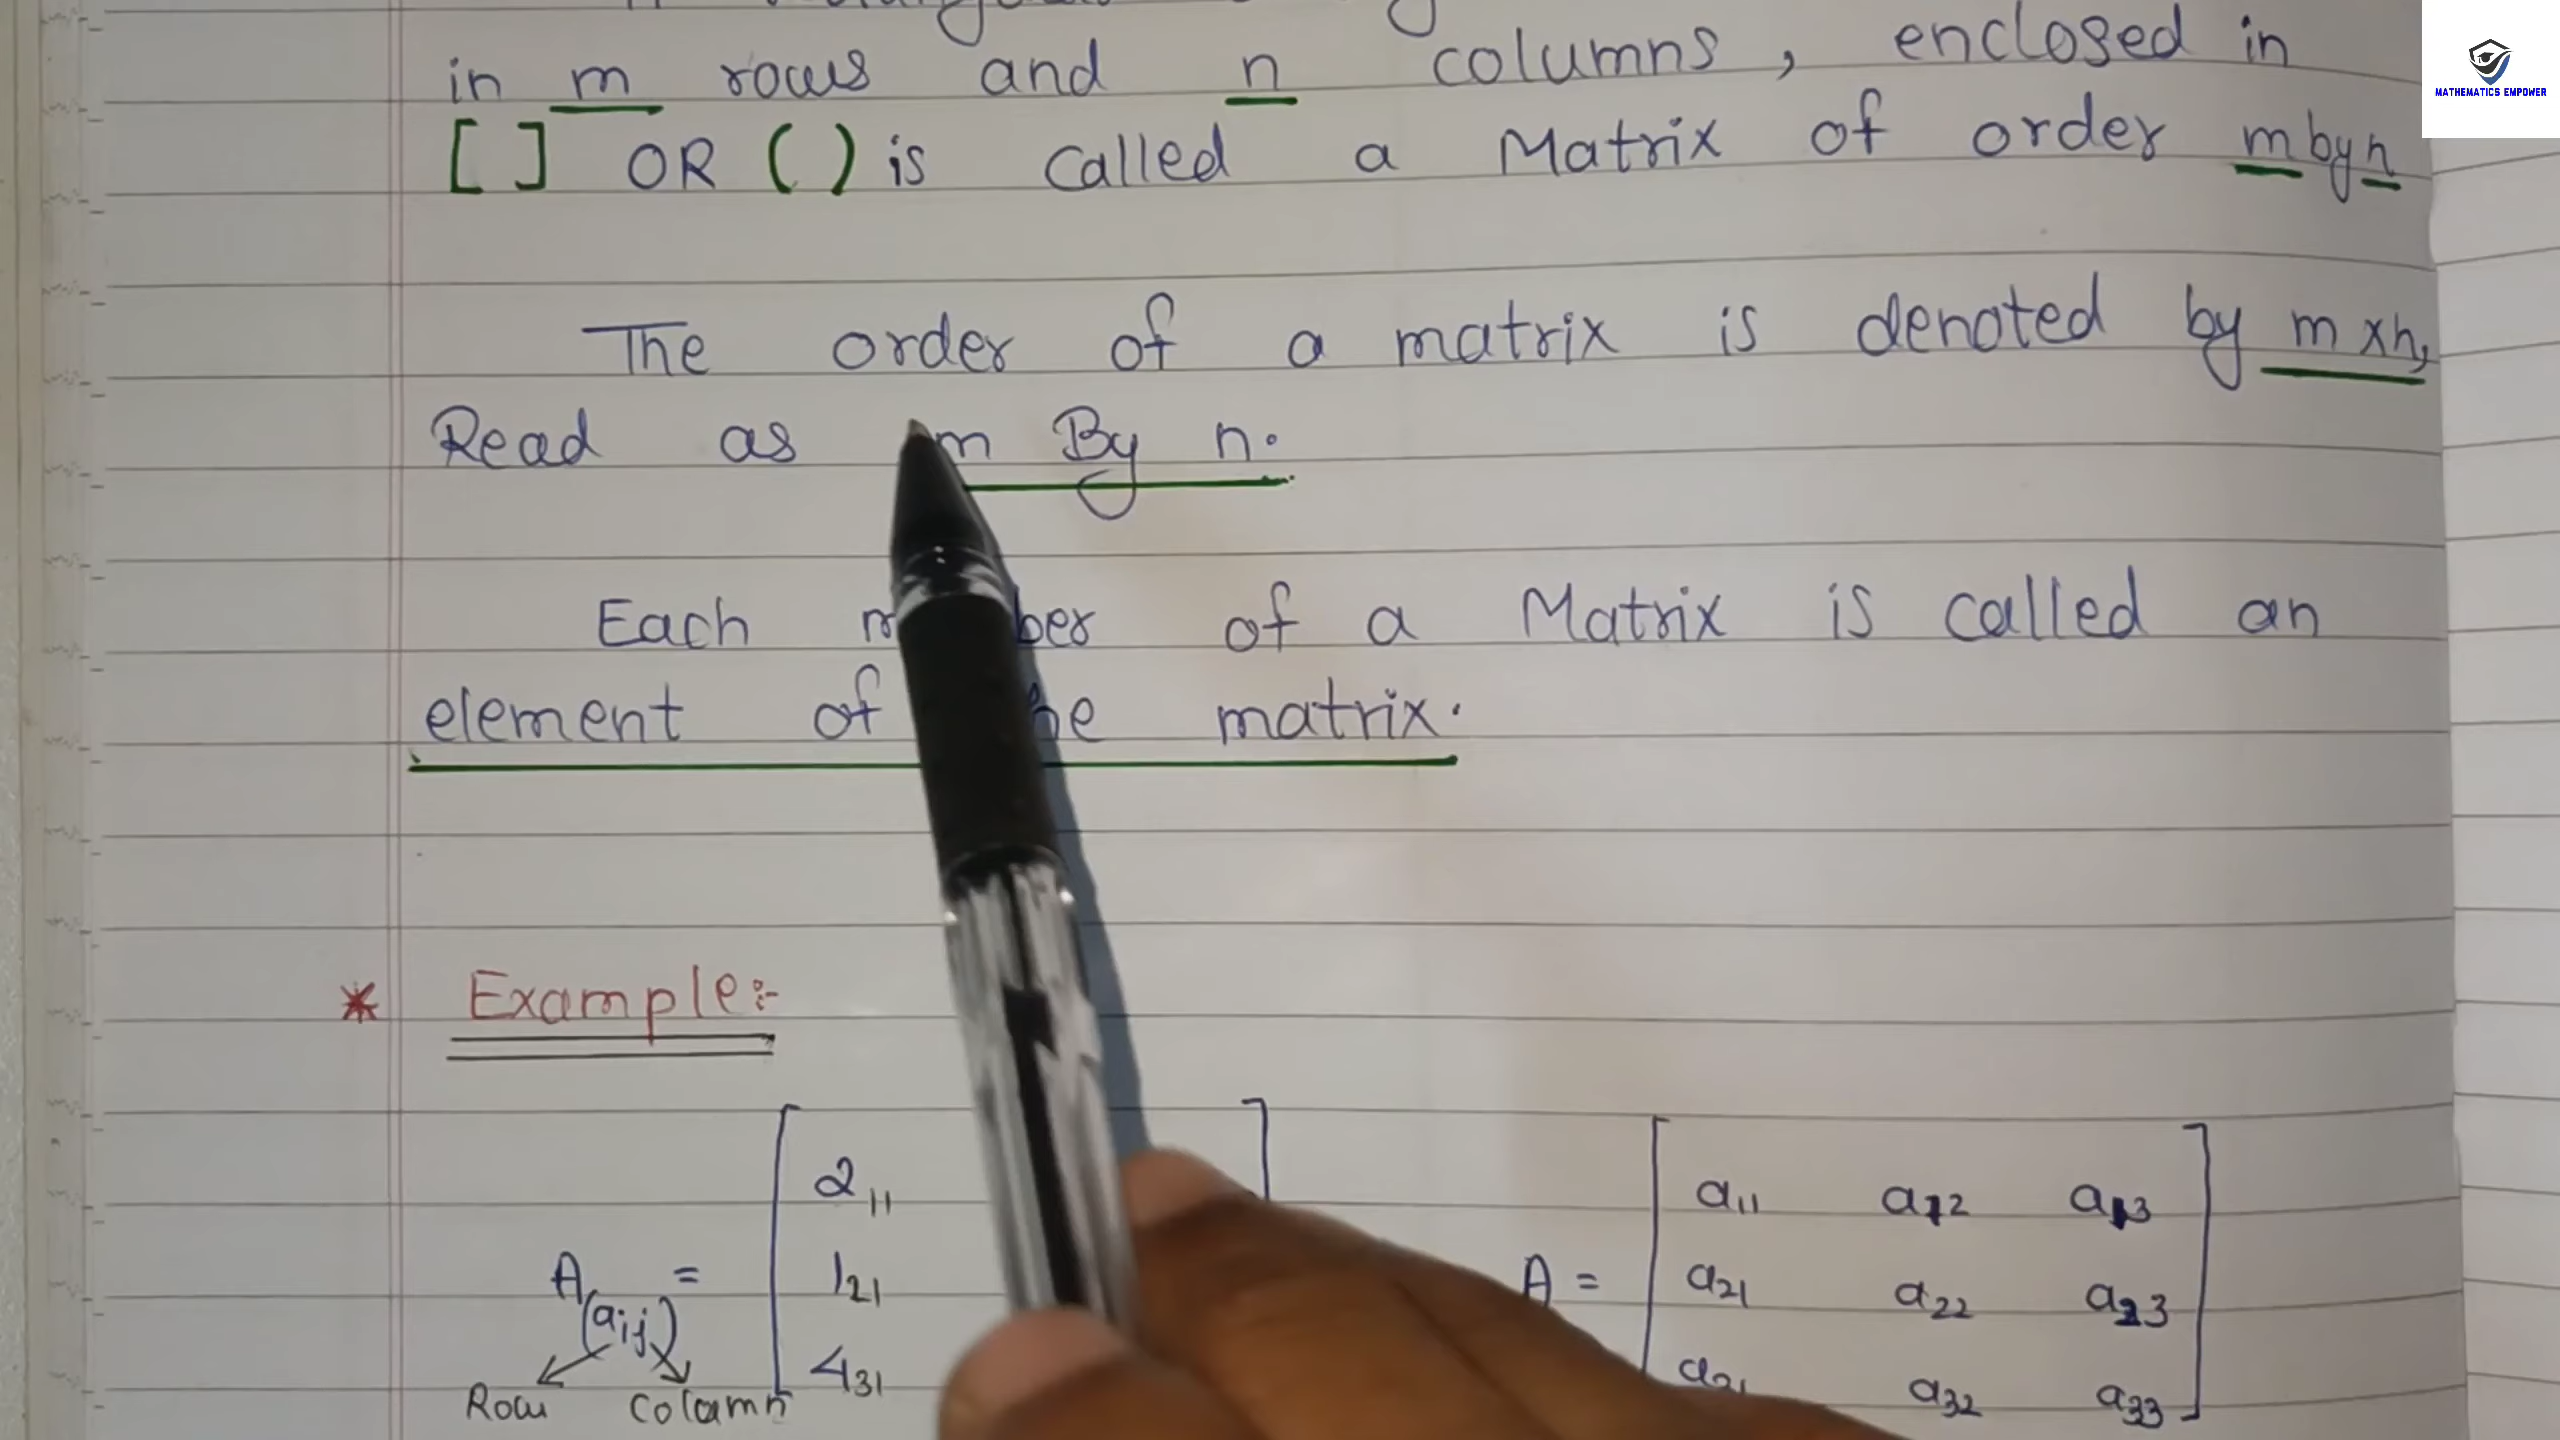 in m rows and n columns, enclosed in
[ ] OR ( ) is called a Matrix of order m by n
MATHEMATICS EMPOWER
The order of a matrix is denoted by m x n,
Read as m By n.
Each of a Matrix is called an
element of matrix.
* Example:-
2₁₁
1₂₁
4₃₁
A(aij) =
Row Column
A = [ a₁₁ a₁₂ a₁₃
a₂₁ a₂₂ a₂₃
a₃₂ a₃₃ ]